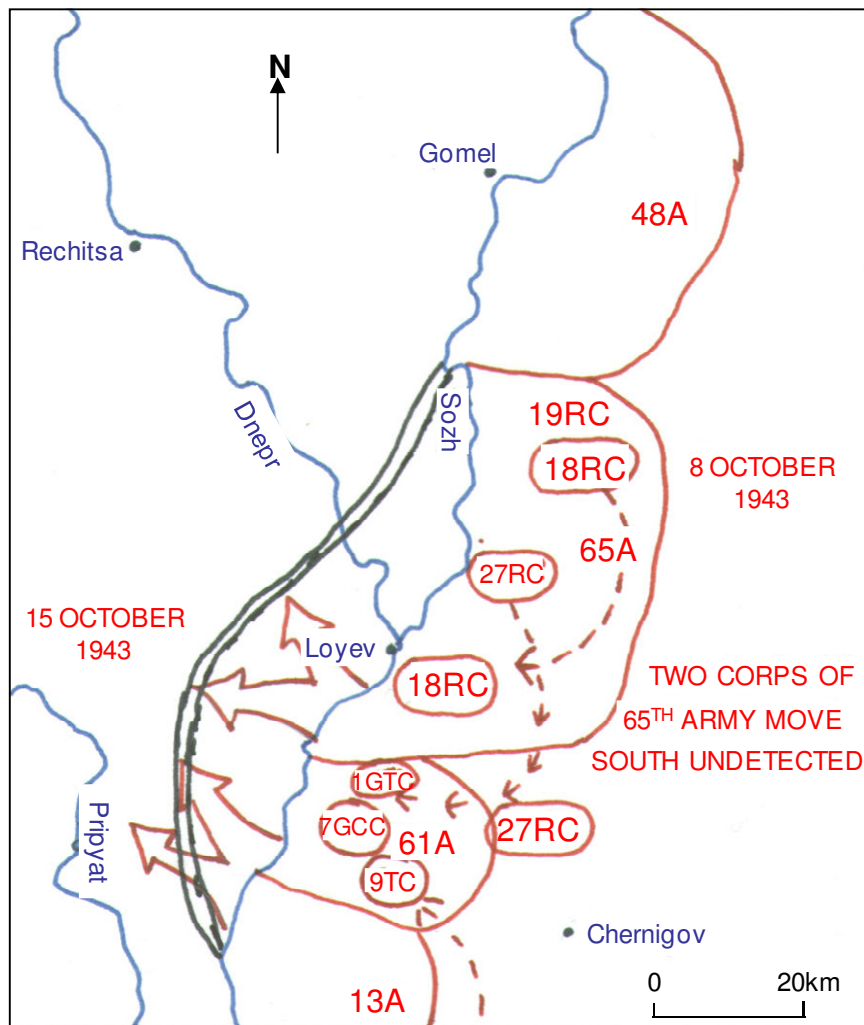 N
Gomel
48A
Rechitsa
Dnepr
Sozh
19RC
18RC
8 OCTOBER
1943
65A
27RC
15 OCTOBER
1943
Loyev
18RC
TWO CORPS OF
65TH ARMY MOVE
SOUTH UNDETECTED
1GTC
7GCC
61A
27RC
Pripyat
9TC
Chernigov
13A
0 20km